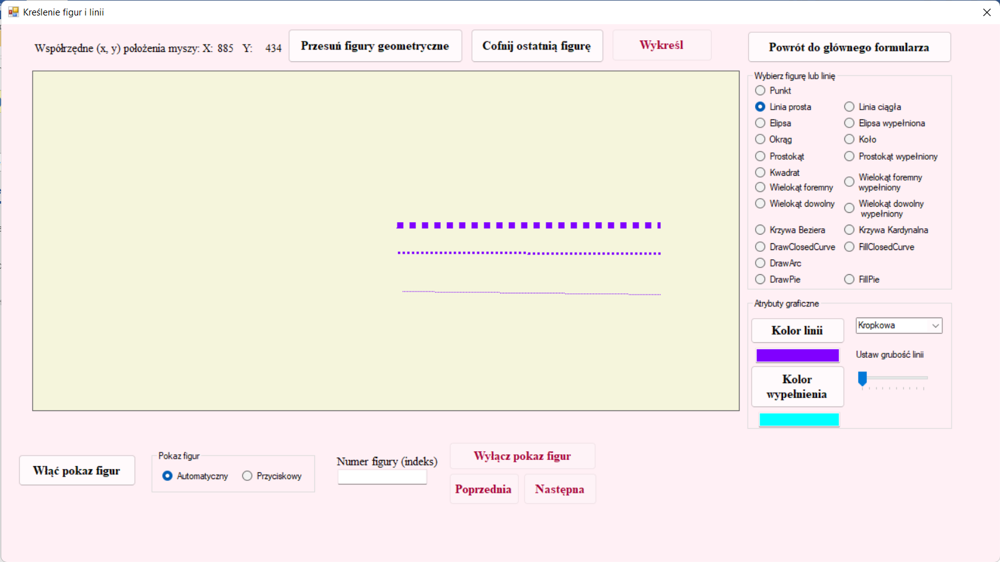 Kreślenie figur i linii
Współrzędne (x, y) położenia myszy: X: 885 Y: 434
Przesuń figury geometryczne
Cofnij ostatnią figurę
Wykreśl
Powrót do głównego formularza
Wybierz figurę lub linię
Punkt
Linia prosta
Linia ciągła
Elipsa
Elipsa wypełniona
Okrąg
Koło
Prostokąt
Prostokąt wypełniony
Kwadrat
Wielokąt foremny
wypełniony
Wielokąt foremny
Wielokąt dowolny
Wielokąt dowolny
wypełniony
Krzywa Beziera
Krzywa Kardynalna
DrawClosedCurve
FillClosedCurve
DrawArc
DrawPie
FillPie
Atrybuty graficzne
Kolor linii
Kropkowa
Ustaw grubość linii
Kolor
wypełnienia
Włąć pokaz figur
Pokaz figur
Automatyczny
Przyciskowy
Numer figury (indeks)
Wyłącz pokaz figur
Poprzednia
Następna